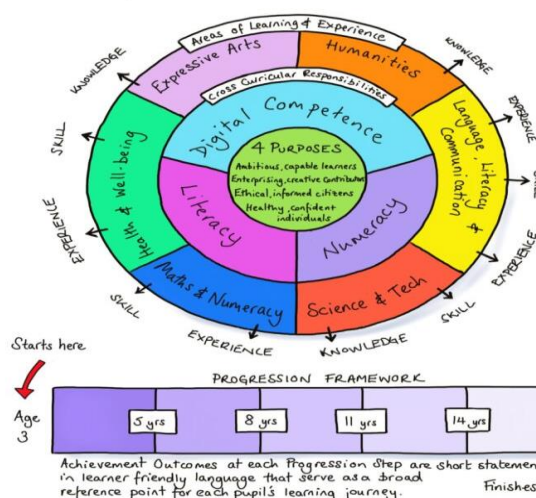 Areas of Learning & Experience
Expressive Arts
Humanities
KNOWLEDGE
KNOWLEDGE
Cross Curricular Responsibilities
Digital Competence
Language, Literacy &
Communication
EXPERIENCE
SKILL
4 PURPOSES
Ambitious, capable learners
Enterprising, creative Contribut
Ethical, informed citizens
Healthy, confident
individuals
Health & Well-being
Literacy
Numeracy
EXPERIENCE
EXPERIENCE
Maths & Numeracy
Science & Tech
SKILL
SKILL
EXPERIENCE
KNOWLEDGE
Starts here
PROGRESSION FRAMEWORK
Age
3
5 yrs
8 yrs
11 yrs
14 yrs
Achievement Outcomes at each Progression Step are short statemen
in learner friendly language that serve as a broad
reference point for each pupil's learning journey.
Finishes